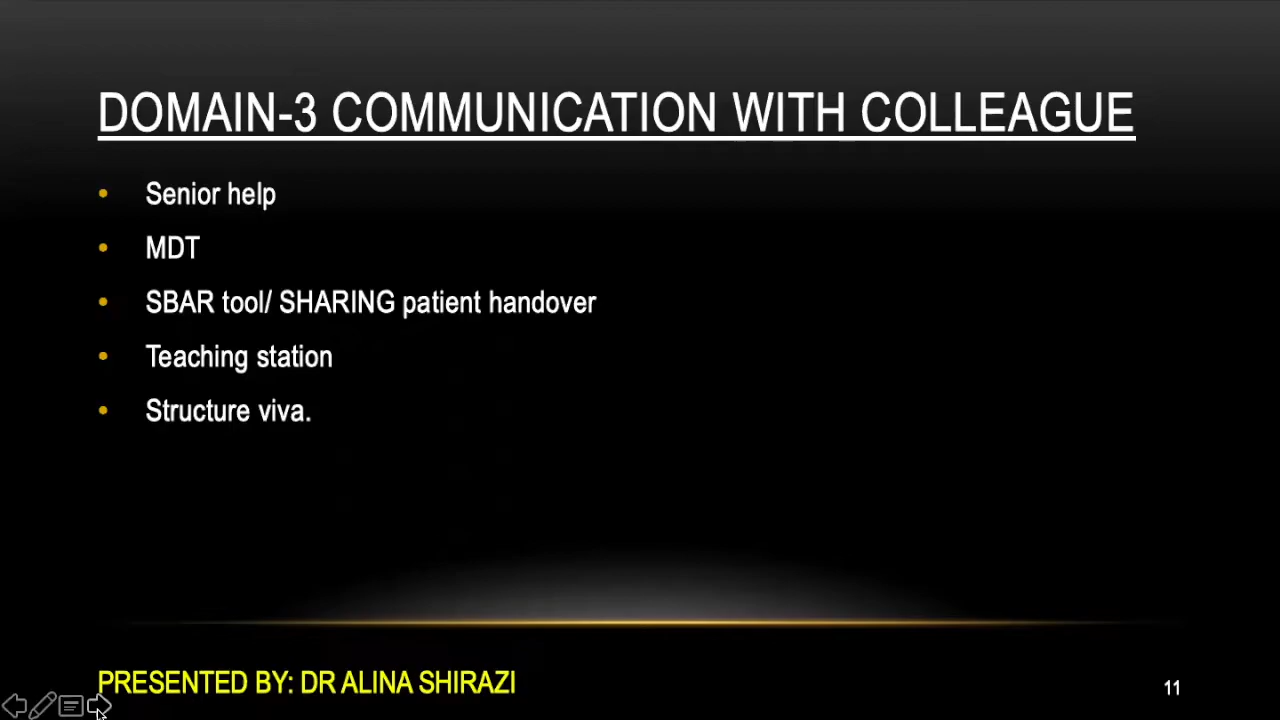 DOMAIN-3 COMMUNICATION WITH COLLEAGUE
• Senior help
• MDT
• SBAR tool/ SHARING patient handover
• Teaching station
• Structure viva.
PRESENTED BY: DR ALINA SHIRAZI
11